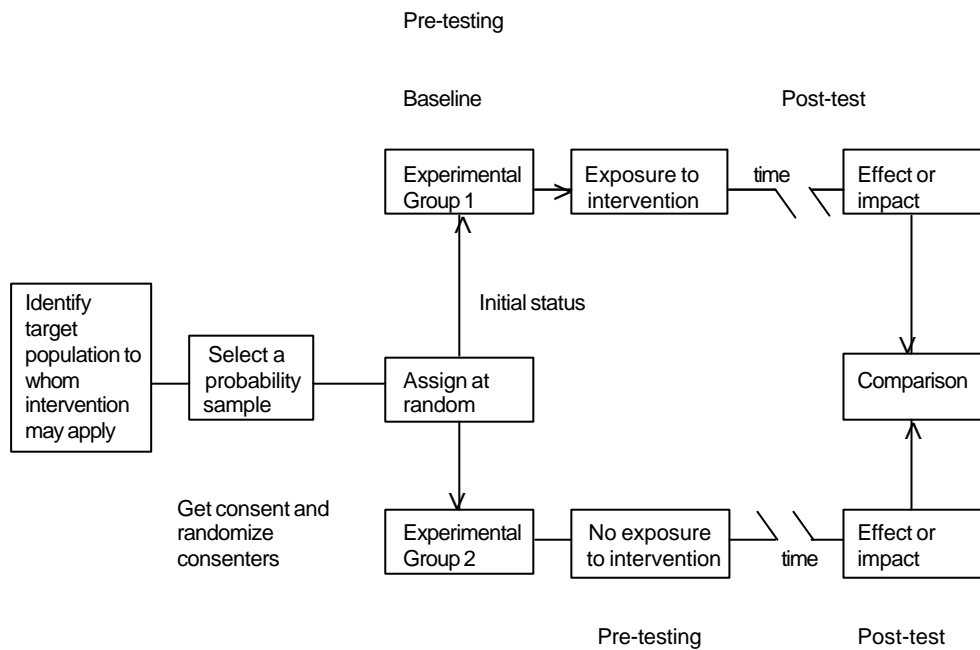 Pre-testing
Baseline
Post-test
Experimental
Group 1
Exposure to
intervention
time
Effect or
impact
Initial status
Identify
target
population to
whom
intervention
may apply
Select a
probability
sample
Assign at
random
Comparison
Get consent and
randomize
consenters
Experimental
Group 2
No exposure
to intervention
time
Effect or
impact
Pre-testing
Post-test